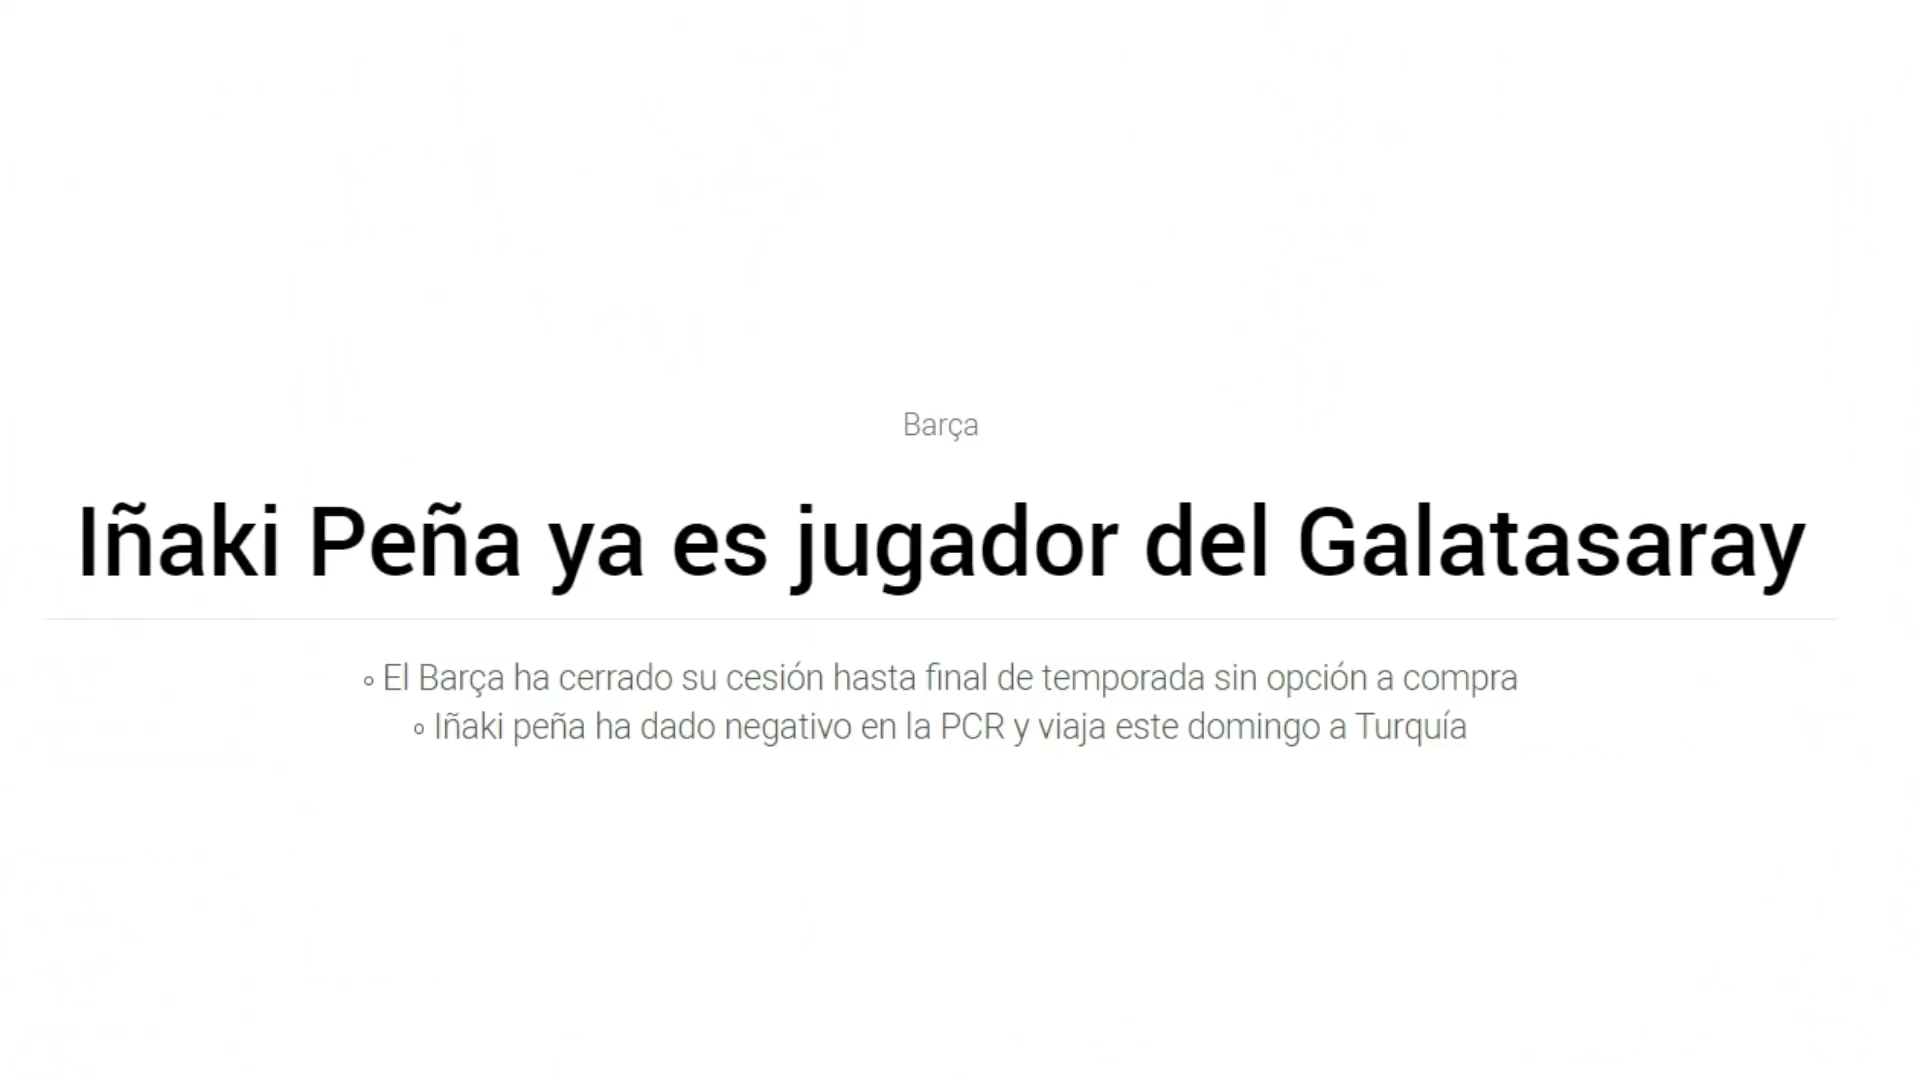 Barça
Iñaki Peña ya es jugador del Galatasaray
◦ El Barça ha cerrado su cesión hasta final de temporada sin opción a compra
◦ Iñaki peña ha dado negativo en la PCR y viaja este domingo a Turquía